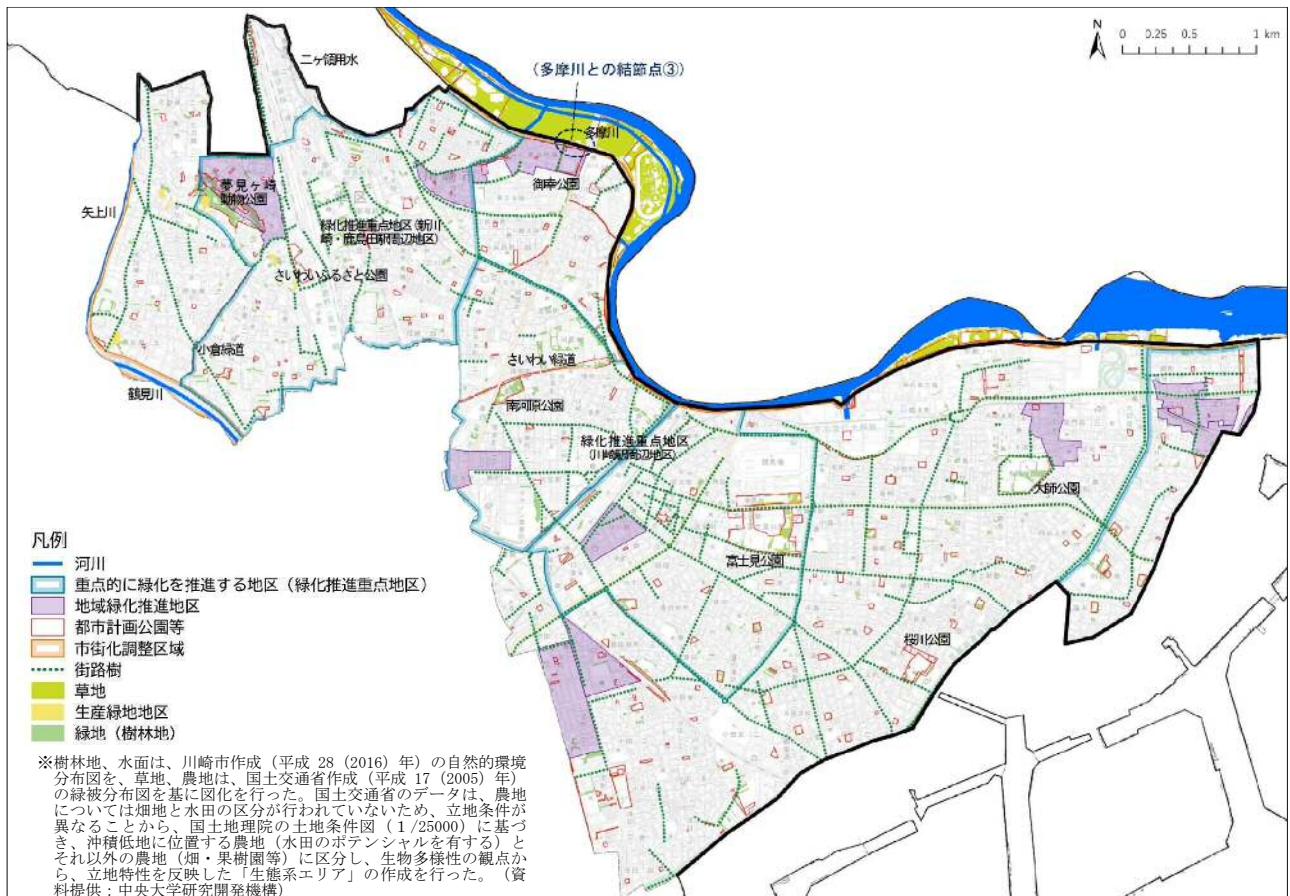 N
0 0.25 0.5 1 km
二ヶ領用水
(多摩川との結節点③)
多摩川
御幸公園
夢見ヶ崎
動物公園
矢上川
緑化推進重点地区(新川
崎・鹿島田駅周辺地区)
さいわいふるさと公園
小倉緑道
さいわい緑道
鶴見川
南河原公園
緑化推進重点地区
(川崎駅周辺地区)
大師公園
富士見公園
桜川公園
凡例
河川
重点的に緑化を推進する地区(緑化推進重点地区)
地域緑化推進地区
都市計画公園等
市街化調整区域
街路樹
草地
生産緑地地区
緑地(樹林地)
※樹林地、水面は、川崎市作成(平成 28(2016)年)の自然的環境
分布図を、草地、農地は、国土交通省作成(平成 17(2005)年)
の緑被分布図を基に図化を行った。国土交通省のデータは、農地
については畑地と水田の区分が行われていないため、立地条件が
異なることから、国土地理院の土地条件図(1/25000)に基づ
き、沖積低地に位置する農地(水田のポテンシャルを有する)と
それ以外の農地(畑・果樹園等)に区分し、生物多様性の観点か
ら、立地特性を反映した「生態系エリア」の作成を行った。(資
料提供:中央大学研究開発機構)